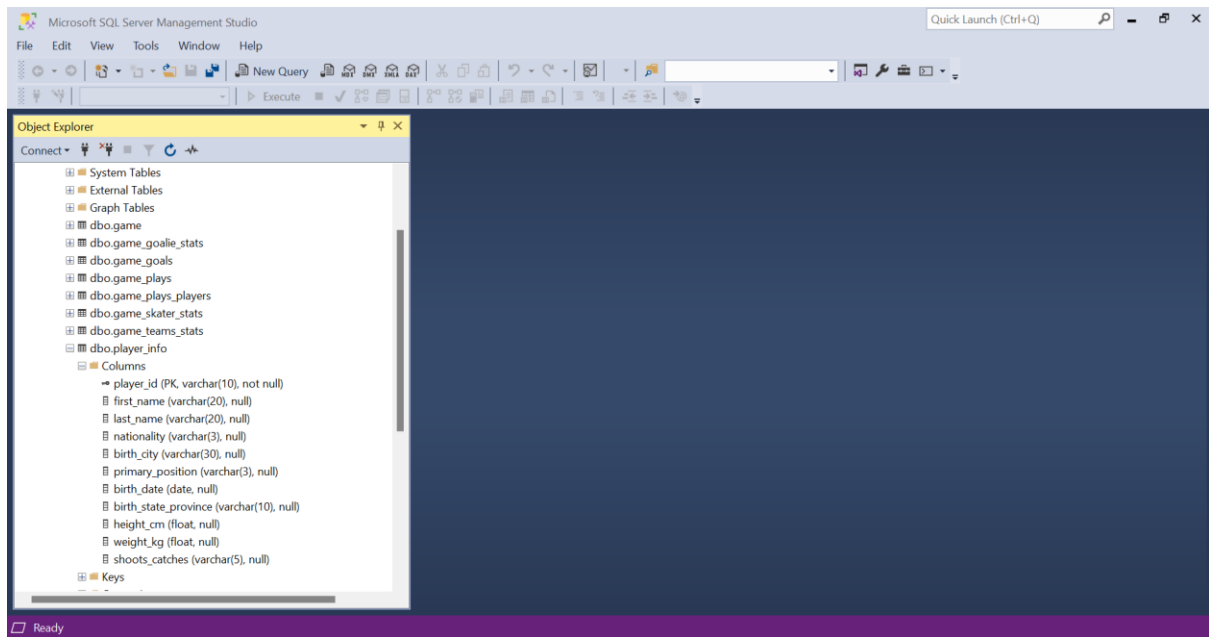 Microsoft SQL Server Management Studio
Quick Launch (Ctrl+Q)
File Edit View Tools Window Help
New Query MDX DMX XMLA DAX
Execute
Object Explorer
Connect
System Tables
External Tables
Graph Tables
dbo.game
dbo.game_goalie_stats
dbo.game_goals
dbo.game_plays
dbo.game_plays_players
dbo.game_skater_stats
dbo.game_teams_stats
dbo.player_info
Columns
player_id (PK, varchar(10), not null)
first_name (varchar(20), null)
last_name (varchar(20), null)
nationality (varchar(3), null)
birth_city (varchar(30), null)
primary_position (varchar(3), null)
birth_date (date, null)
birth_state_province (varchar(10), null)
height_cm (float, null)
weight_kg (float, null)
shoots_catches (varchar(5), null)
Keys
Ready